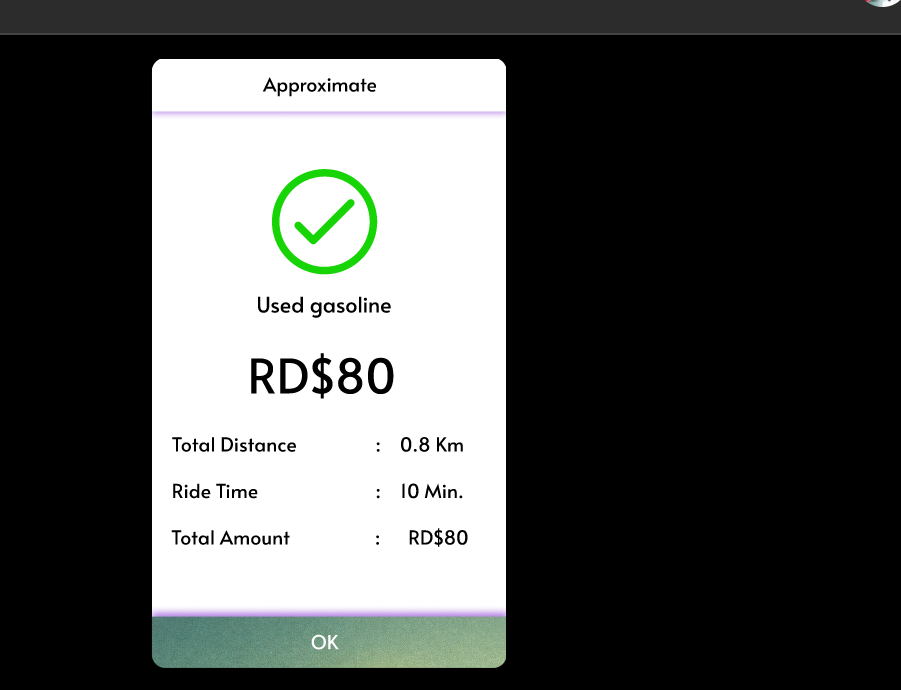 Approximate
Used gasoline
RD$80
Total Distance : 0.8 Km
Ride Time : 10 Min.
Total Amount : RD$80
OK